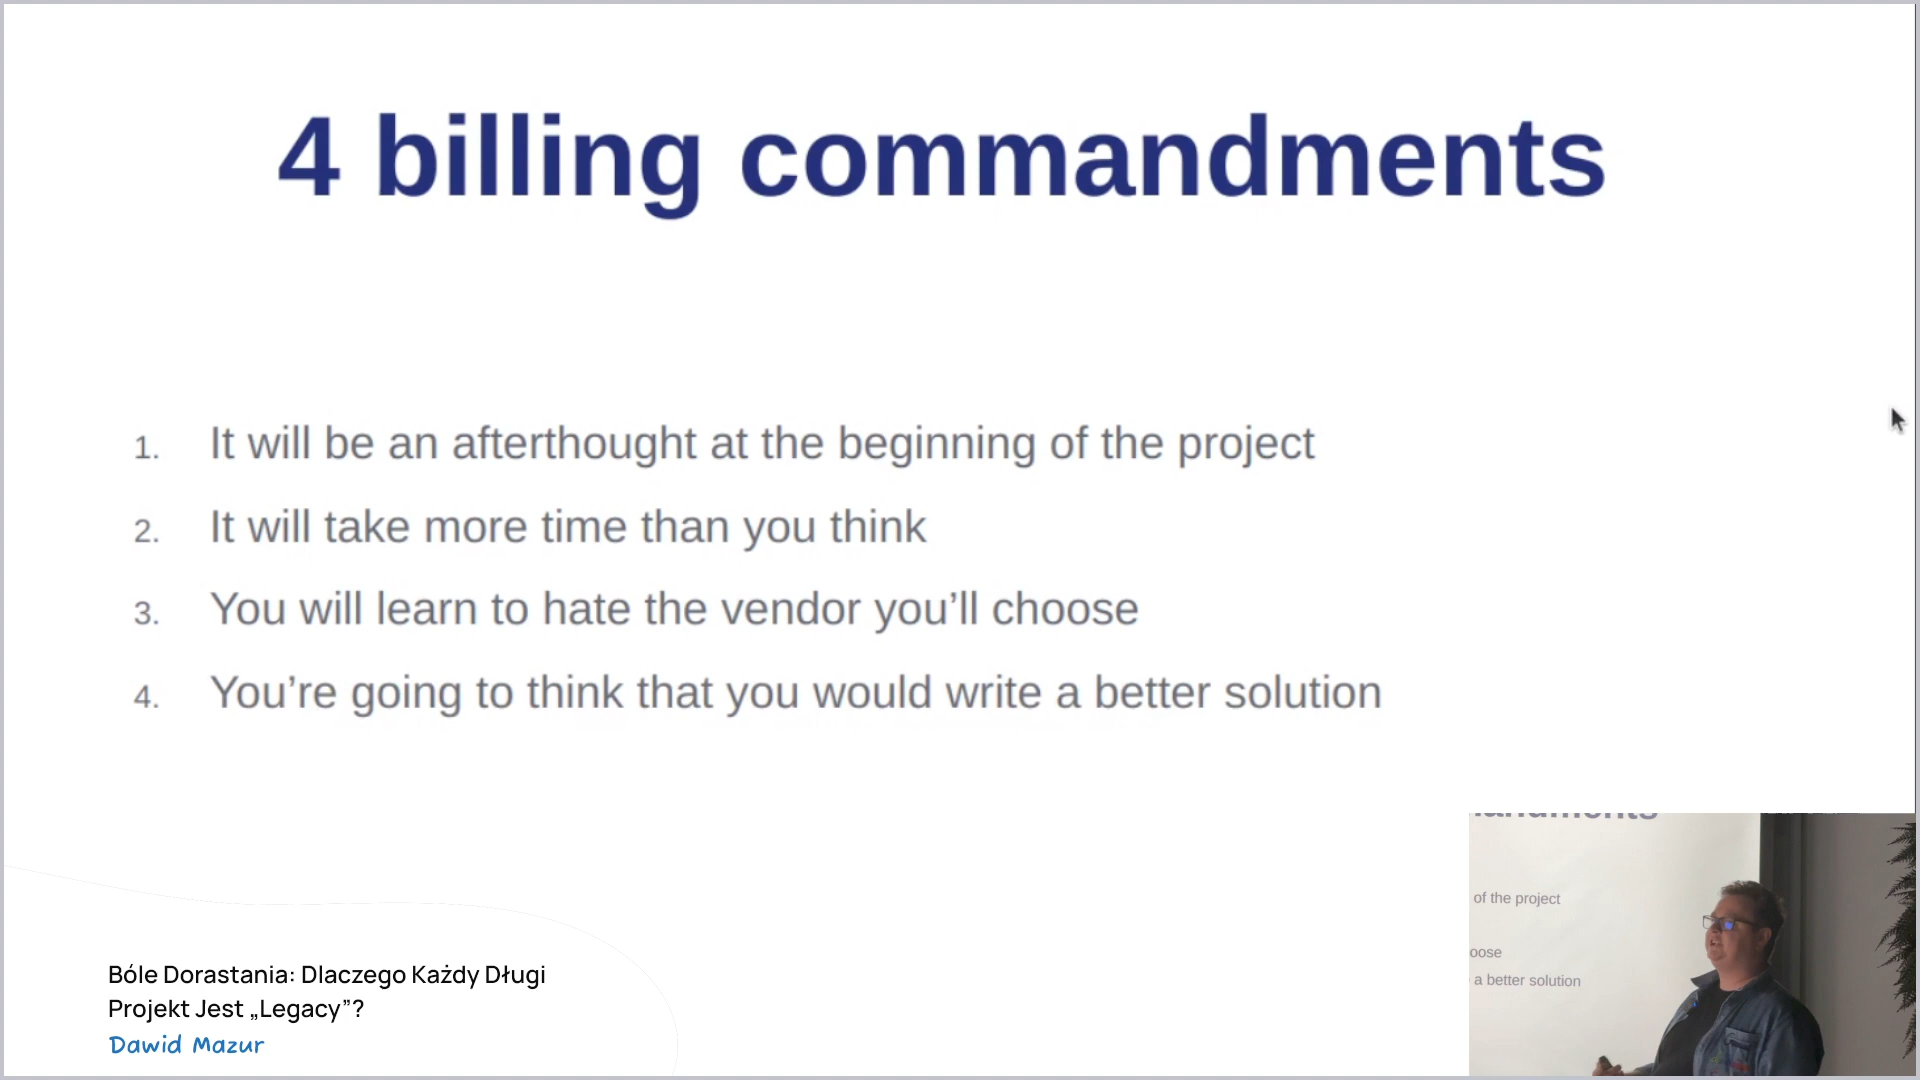 4 billing commandments
1. It will be an afterthought at the beginning of the project
2. It will take more time than you think
3. You will learn to hate the vendor you’ll choose
4. You’re going to think that you would write a better solution
Bóle Dorastania: Dlaczego Każdy Długi
Projekt Jest „Legacy”?
Dawid Mazur
of the project
oose
a better solution